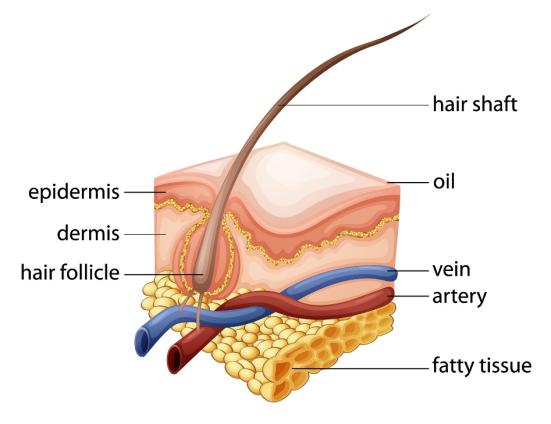 hair shaft
oil
epidermis
dermis
hair follicle
vein
artery
fatty tissue